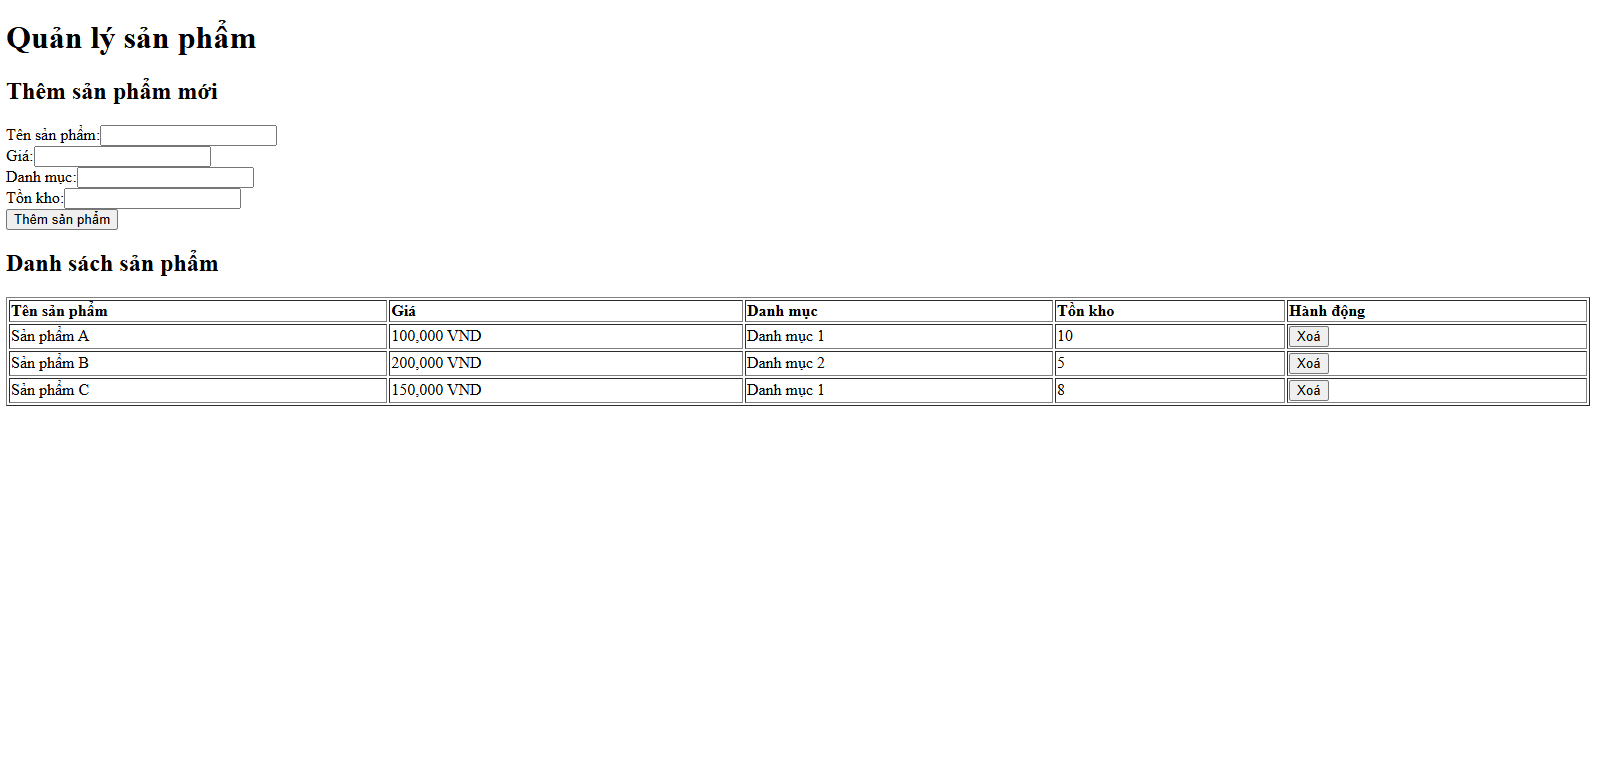 Quản lý sản phẩm
Thêm sản phẩm mới
Tên sản phẩm:
Giá:
Danh mục:
Tồn kho:
Thêm sản phẩm
Danh sách sản phẩm
Tên sản phẩm Giá Danh mục Tồn kho Hành động
Sản phẩm A 100,000 VND Danh mục 1 10 Xoá
Sản phẩm B 200,000 VND Danh mục 2 5 Xoá
Sản phẩm C 150,000 VND Danh mục 1 8 Xoá